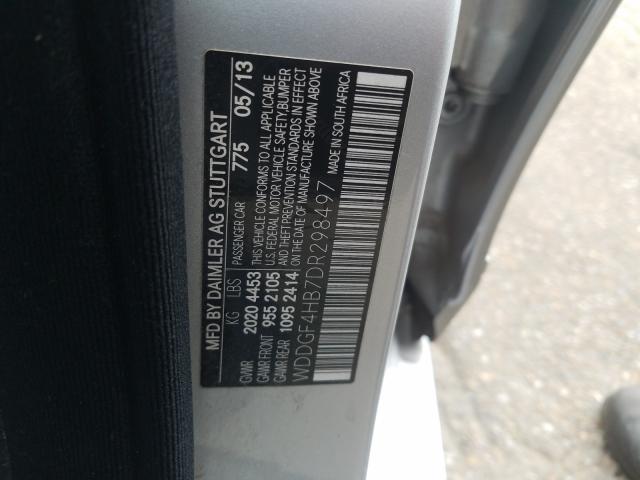 MFD BY DAIMLER AG STUTTGART
KG LBS PASSENGER CAR 775 05/13
GVWR 2020 4453 THIS VEHICLE CONFORMS TO ALL APPLICABLE
GAWR FRONT 955 2105 U.S. FEDERAL MOTOR VEHICLE SAFETY, BUMPER
GAWR REAR 1095 2414 AND THEFT PREVENTION STANDARDS IN EFFECT
ON THE DATE OF MANUFACTURE SHOWN ABOVE
WDDGF4HB7DR298497 MADE IN SOUTH AFRICA